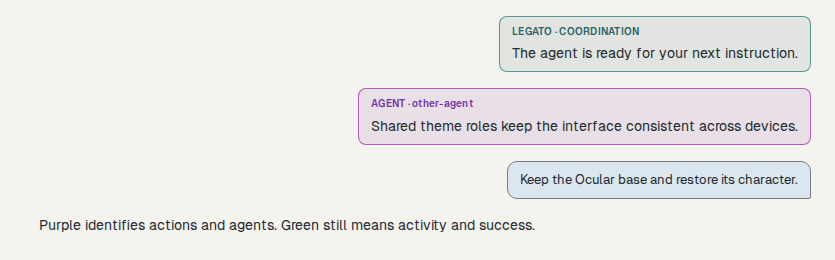 LEGATO · COORDINATION
The agent is ready for your next instruction.
AGENT · other-agent
Shared theme roles keep the interface consistent across devices.
Keep the Ocular base and restore its character.
Purple identifies actions and agents. Green still means activity and success.